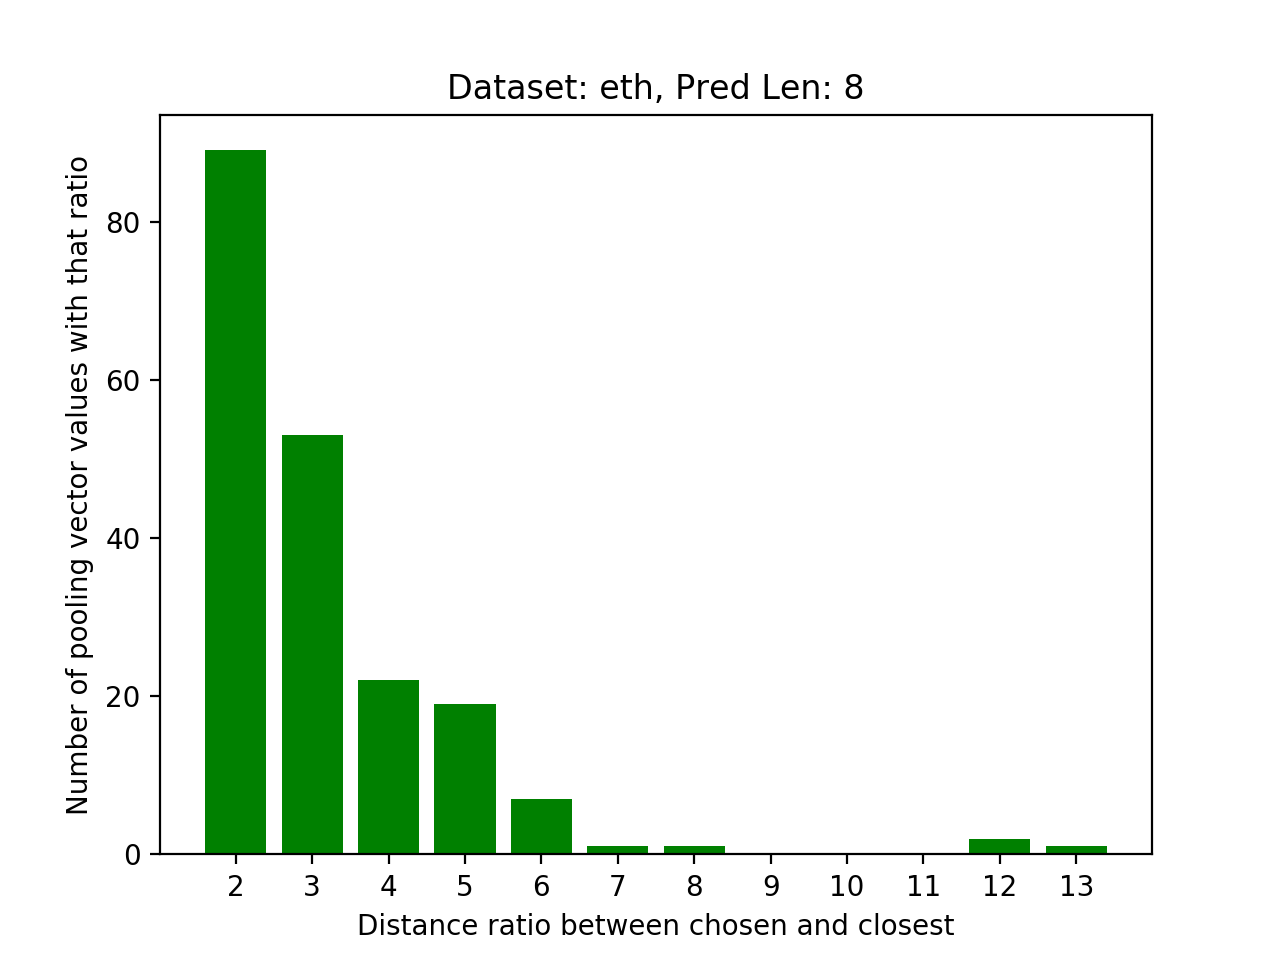 Dataset: eth, Pred Len: 8
Number of pooling vector values with that ratio
80
60
40
20
0
2 3 4 5 6 7 8 9 10 11 12 13
Distance ratio between chosen and closest